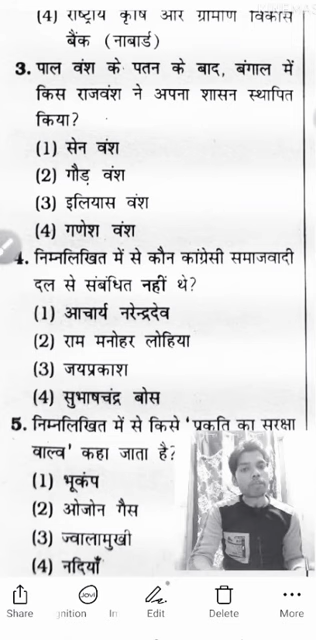 (4) राष्ट्रीय कृषि और ग्रामीण विकास
बैंक (नाबार्ड)
3. पाल वंश के पतन के बाद, बंगाल में
किस राजवंश ने अपना शासन स्थापित
किया?
(1) सेन वंश
(2) गौड़ वंश
(3) इलियास वंश
(4) गणेश वंश
4. निम्नलिखित में से कौन कांग्रेसी समाजवादी
दल से संबंधित नहीं थे?
(1) आचार्य नरेन्द्रदेव
(2) राम मनोहर लोहिया
(3) जयप्रकाश
(4) सुभाषचंद्र बोस
5. निम्नलिखित में से किसे 'प्रकृति का सुरक्षा
वाल्व' कहा जाता है?
(1) भूकंप
(2) ओजोन गैस
(3) ज्वालामुखी
(4) नदियाँ
Share gnition In Edit Delete More